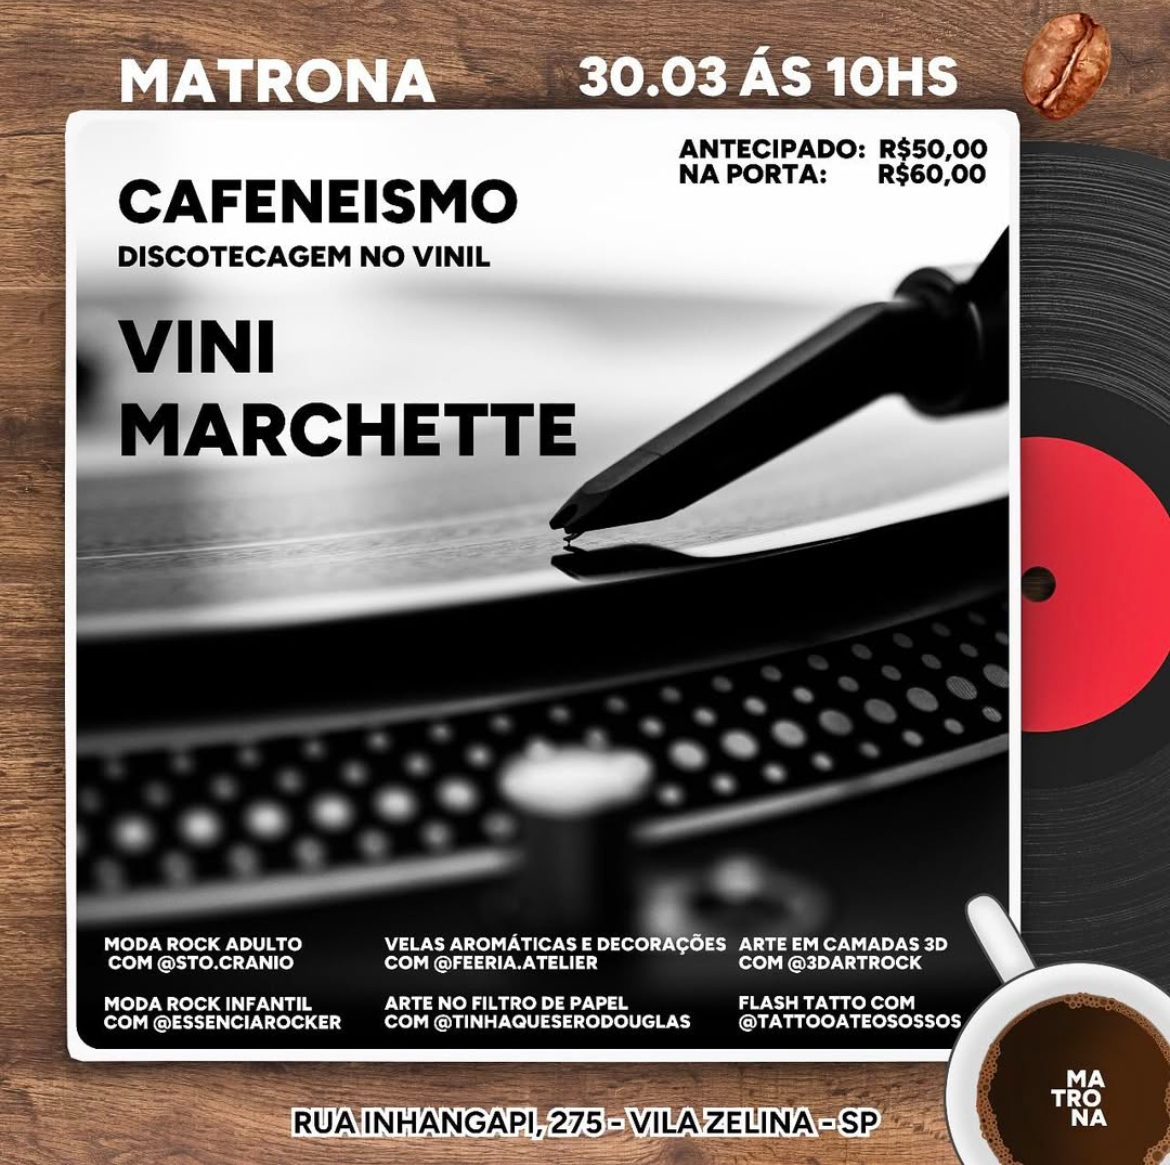 MATRONA
30.03 ÁS 10HS
ANTECIPADO: R$50,00
NA PORTA: R$60,00
CAFENEISMO
DISCOTECAGEM NO VINIL
VINI
MARCHETTE
MODA ROCK ADULTO
COM @STO.CRANIO
VELAS AROMÁTICAS E DECORAÇÕES
COM @FEERIA.ATELIER
ARTE EM CAMADAS 3D
COM @3DARTROCK
MODA ROCK INFANTIL
COM @ESSENCIAROCKER
ARTE NO FILTRO DE PAPEL
COM @TINHAQUESERODOUGLAS
FLASH TATTO COM
@TATTOOATEOSOSSOS
MA
TRO
NA
RUA INHANGAPI, 275 - VILA ZELINA - SP